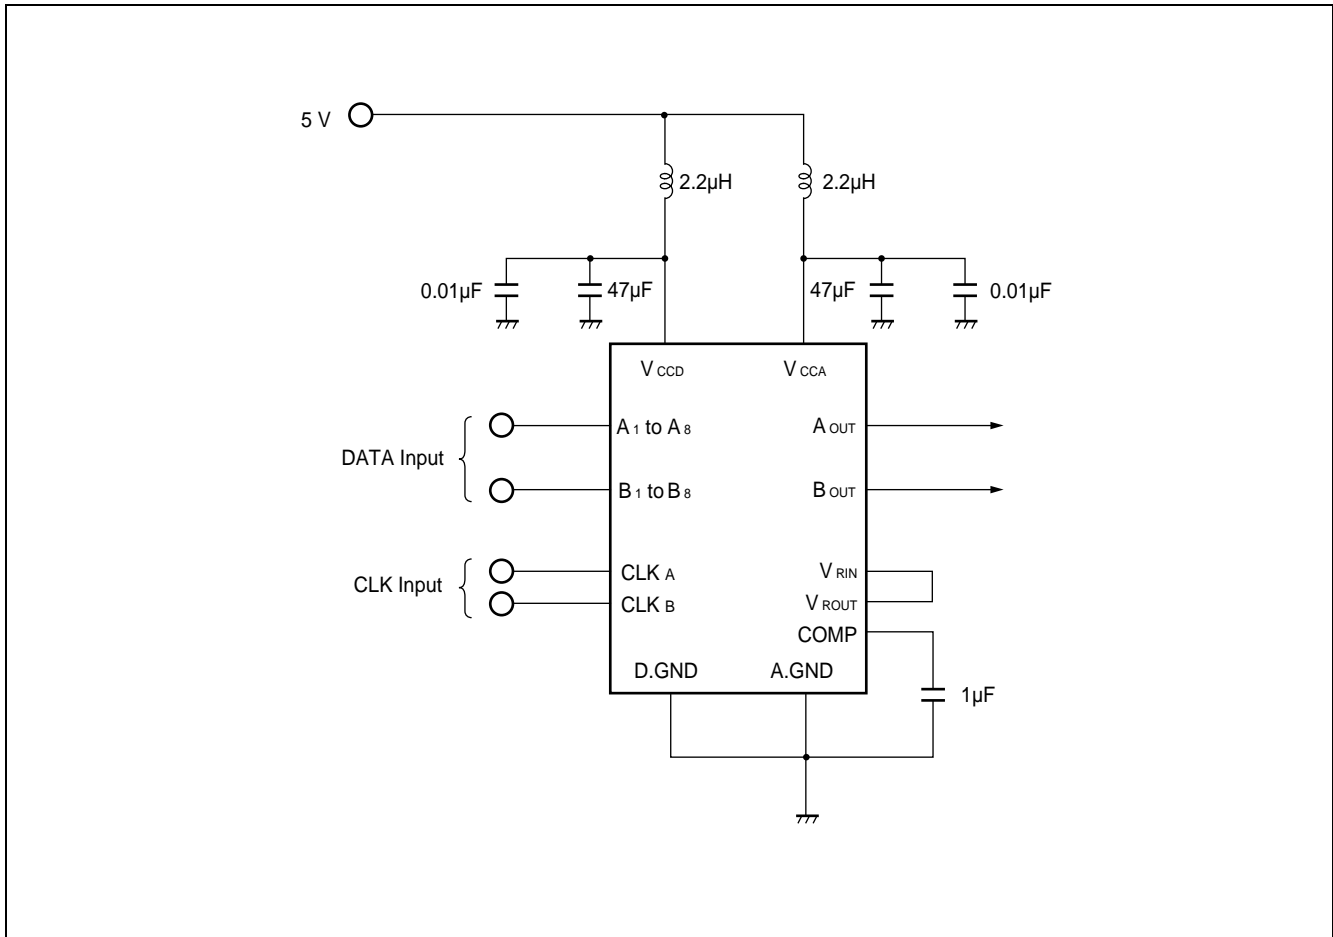 5 V
2.2µH
2.2µH
0.01µF
47µF
47µF
0.01µF
V CCD
V CCA
A 1 to A 8
A OUT
DATA Input
B 1 to B 8
B OUT
CLK A
V RIN
CLK Input
CLK B
V ROUT
COMP
D.GND
A.GND
1µF